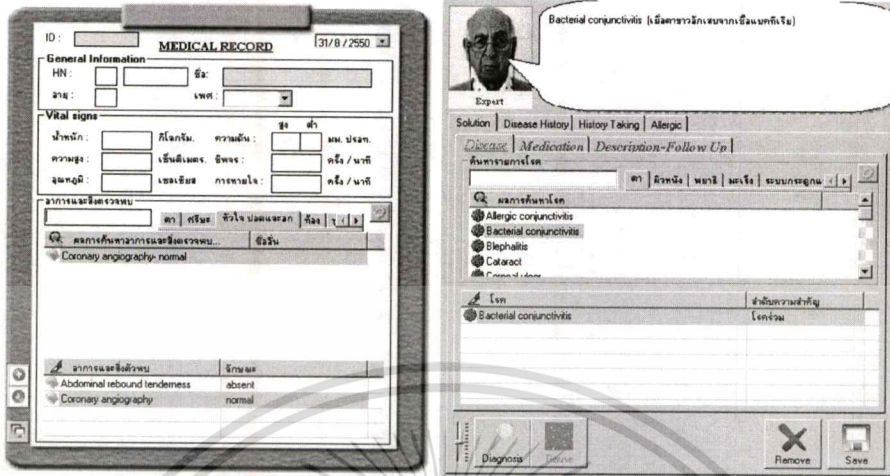 ID :
MEDICAL RECORD
31/8 /2550
General Information
HN :
ชื่อ:
อายุ :
เพศ :
Vital signs
สูง ต่ำ
น้ำหนัก : กิโลกรัม. ความดัน : มม. ปรอท.
ความสูง : เซ็นติเมตร. ชีพจร : ครั้ง / นาที
อุณหภูมิ : เซลเซียส การหายใจ : ครั้ง / นาที
อาการและสิ่งตรวจพบ
ตา ศรีษะ หัวใจ ปอดและอก ท้อง
ผลการค้นหาอาการและสิ่งตรวจพบ... ชื่ออื่น
Coronary angiography- normal
อาการและสิ่งตัวพบ ลักษณะ
Abdominal rebound tenderness absent
Coronary angiography normal
Bacterial conjunctivitis (เยื่อตาขาวอักเสบจากเชื้อแบคทีเรีย)
Expert
Solution Disease History History Taking Allergic
Disease Medication Description-Follow Up
ค้นหารายการโรค
ตา ผิวหนัง พยาธิ มะเร็ง ระบบกระดูกแ
ผลการค้นหาโรค
Allergic conjunctivitis
Bacterial conjunctivitis
Blephalitis
Cataract
Corneal ulcer
โรค ลำดับความสำคัญ
Bacterial conjunctivitis โรคร่วม
Diagnosis
Remove
Save